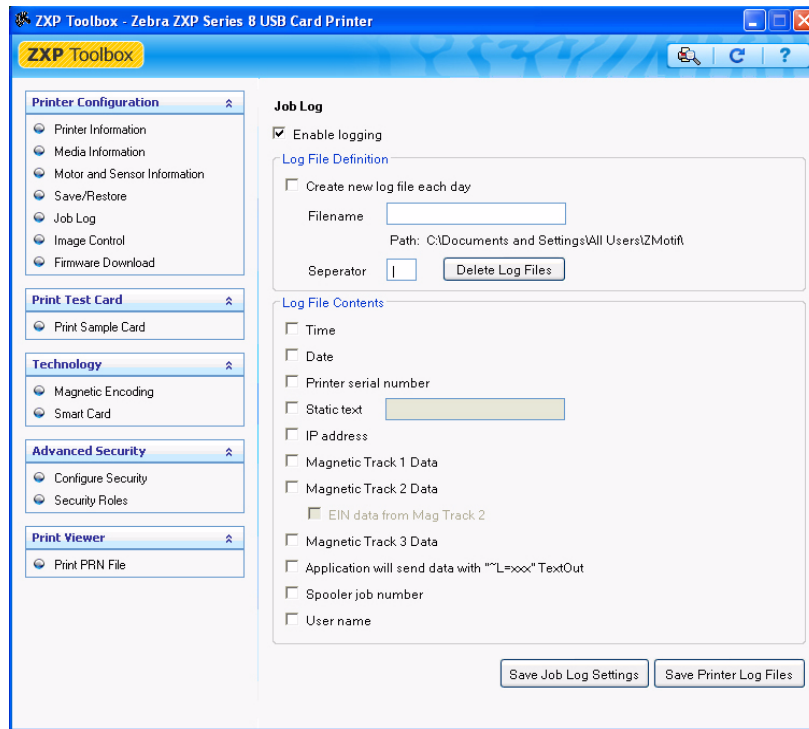 ZXP Toolbox - Zebra ZXP Series 8 USB Card Printer
ZXP Toolbox
?
Printer Configuration
Printer Information
Media Information
Motor and Sensor Information
Save/Restore
Job Log
Image Control
Firmware Download
Print Test Card
Print Sample Card
Technology
Magnetic Encoding
Smart Card
Advanced Security
Configure Security
Security Roles
Print Viewer
Print PRN File
Job Log
Enable logging
Log File Definition
Create new log file each day
Filename
Path: C:\Documents and Settings\All Users\ZMotif\
Seperator | Delete Log Files
Log File Contents
Time
Date
Printer serial number
Static text
IP address
Magnetic Track 1 Data
Magnetic Track 2 Data
EIN data from Mag Track 2
Magnetic Track 3 Data
Application will send data with "~L=xxx" TextOut
Spooler job number
User name
Save Job Log Settings Save Printer Log Files